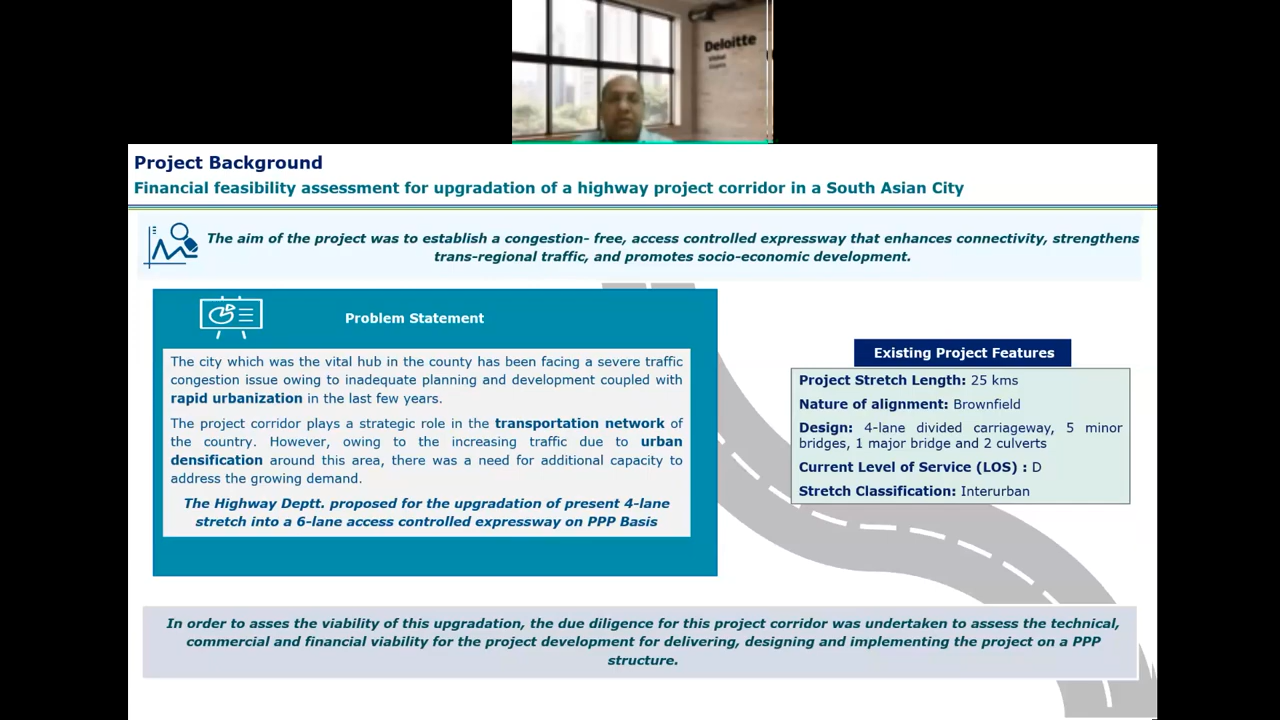 Deloitte
Project Background
Financial feasibility assessment for upgradation of a highway project corridor in a South Asian City
The aim of the project was to establish a congestion- free, access controlled expressway that enhances connectivity, strengthens
trans-regional traffic, and promotes socio-economic development.
Problem Statement
The city which was the vital hub in the county has been facing a severe traffic
congestion issue owing to inadequate planning and development coupled with
rapid urbanization in the last few years.
The project corridor plays a strategic role in the transportation network of
the country. However, owing to the increasing traffic due to urban
densification around this area, there was a need for additional capacity to
address the growing demand.
The Highway Deptt. proposed for the upgradation of present 4-lane
stretch into a 6-lane access controlled expressway on PPP Basis
Existing Project Features
Project Stretch Length: 25 kms
Nature of alignment: Brownfield
Design: 4-lane divided carriageway, 5 minor
bridges, 1 major bridge and 2 culverts
Current Level of Service (LOS) : D
Stretch Classification: Interurban
In order to asses the viability of this upgradation, the due diligence for this project corridor was undertaken to assess the technical,
commercial and financial viability for the project development for delivering, designing and implementing the project on a PPP
structure.